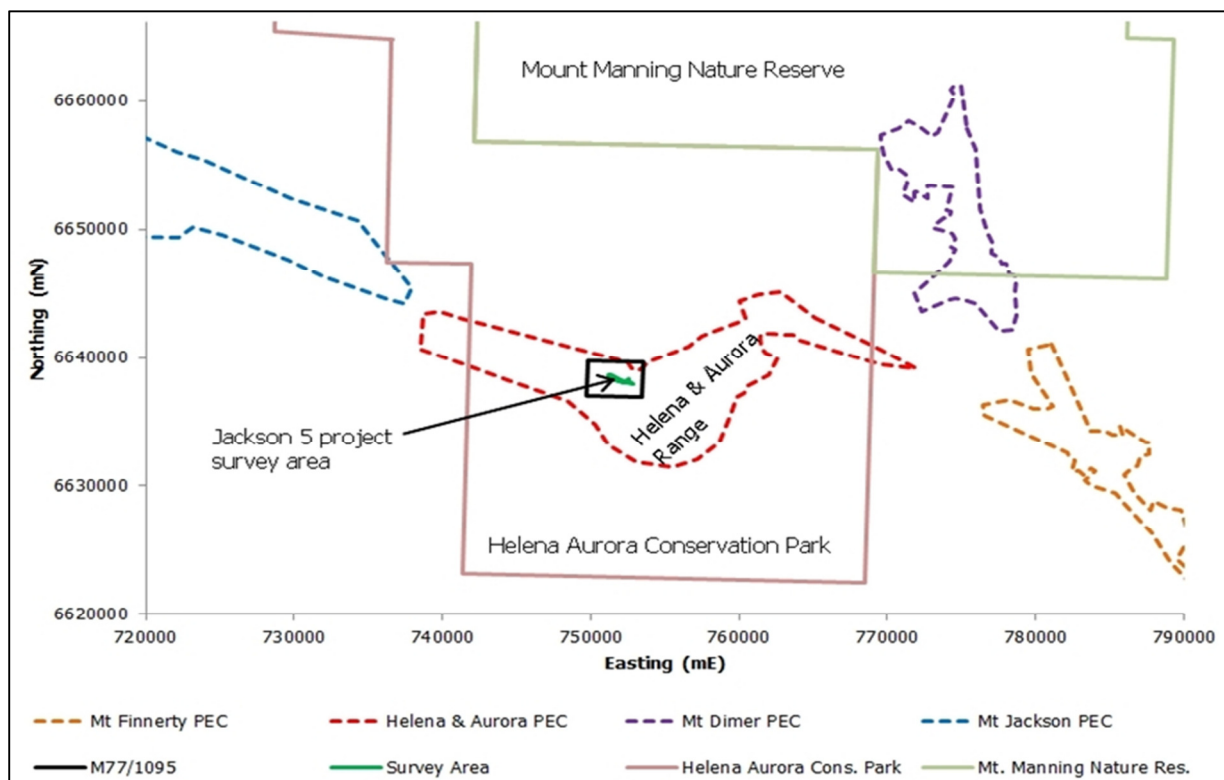 Mount Manning Nature Reserve
6660000
6650000
6640000
6630000
6620000
Northing (mN)
Helena & Aurora
Range
Jackson 5 project
survey area
Helena Aurora Conservation Park
720000 730000 740000 750000 760000 770000 780000 790000
Easting (mE)
Mt Finnerty PEC Helena & Aurora PEC Mt Dimer PEC Mt Jackson PEC
M77/1095 Survey Area Helena Aurora Cons. Park Mt. Manning Nature Res.